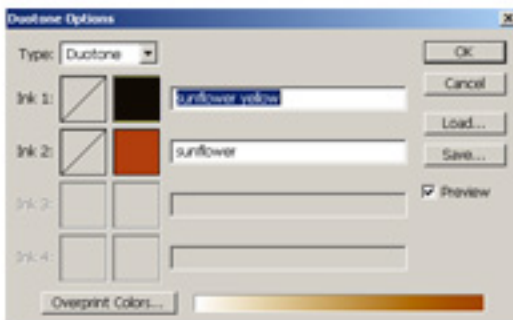 Duotone Options
Type: Duotone
OK
Ink 1:
sunflower yellow
Cancel
Load...
Ink 2:
sunflower
Save...
Preview
Ink 3:
Ink 4:
Overprint Colors...